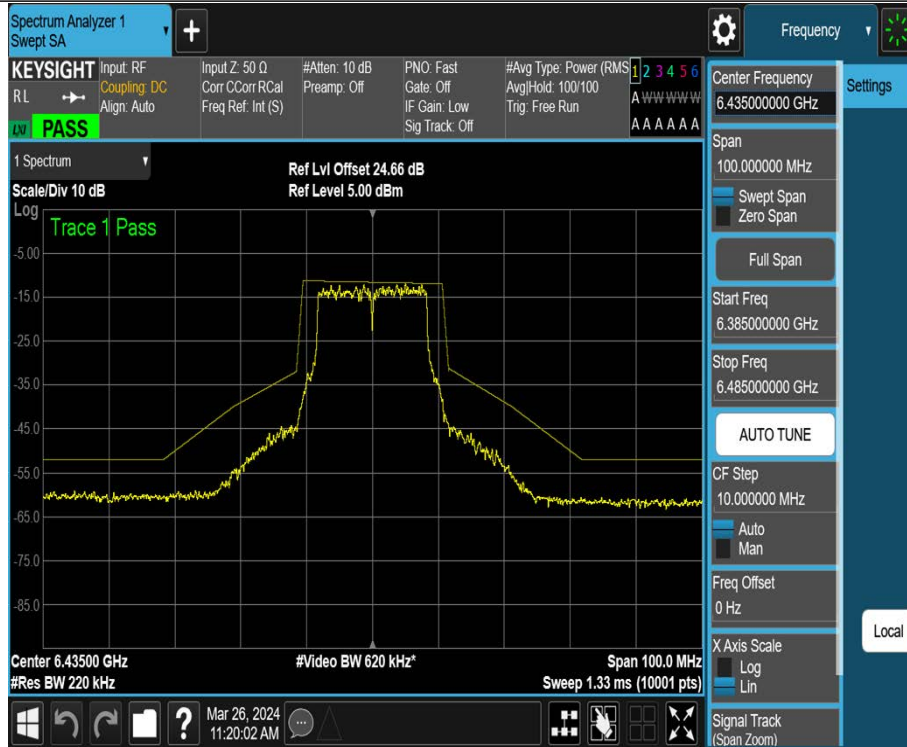 Spectrum Analyzer 1
Swept SA
Frequency
KEYSIGHT
RL
LXI PASS
Input: RF
Coupling: DC
Align: Auto
Input Z: 50 Ω
Corr CCorr RCal
Freq Ref: Int (S)
#Atten: 10 dB
Preamp: Off
PNO: Fast
Gate: Off
IF Gain: Low
Sig Track: Off
#Avg Type: Power (RMS
Avg|Hold: 100/100
Trig: Free Run
1 2 3 4 5 6
A W W W W W
A A A A A A
1 Spectrum
Scale/Div 10 dB
Ref Lvl Offset 24.66 dB
Ref Level 5.00 dBm
Log
Trace 1 Pass
-5.00
-15.0
-25.0
-35.0
-45.0
-55.0
-65.0
-75.0
-85.0
Center 6.43500 GHz
#Video BW 620 kHz*
Span 100.0 MHz
#Res BW 220 kHz
Sweep 1.33 ms (10001 pts)
Mar 26, 2024
11:20:02 AM
?
Center Frequency
6.435000000 GHz
Span
100.000000 MHz
Swept Span
Zero Span
Full Span
Start Freq
6.385000000 GHz
Stop Freq
6.485000000 GHz
AUTO TUNE
CF Step
10.000000 MHz
Auto
Man
Freq Offset
0 Hz
X Axis Scale
Log
Lin
Signal Track
(Span Zoom)
Settings
Local